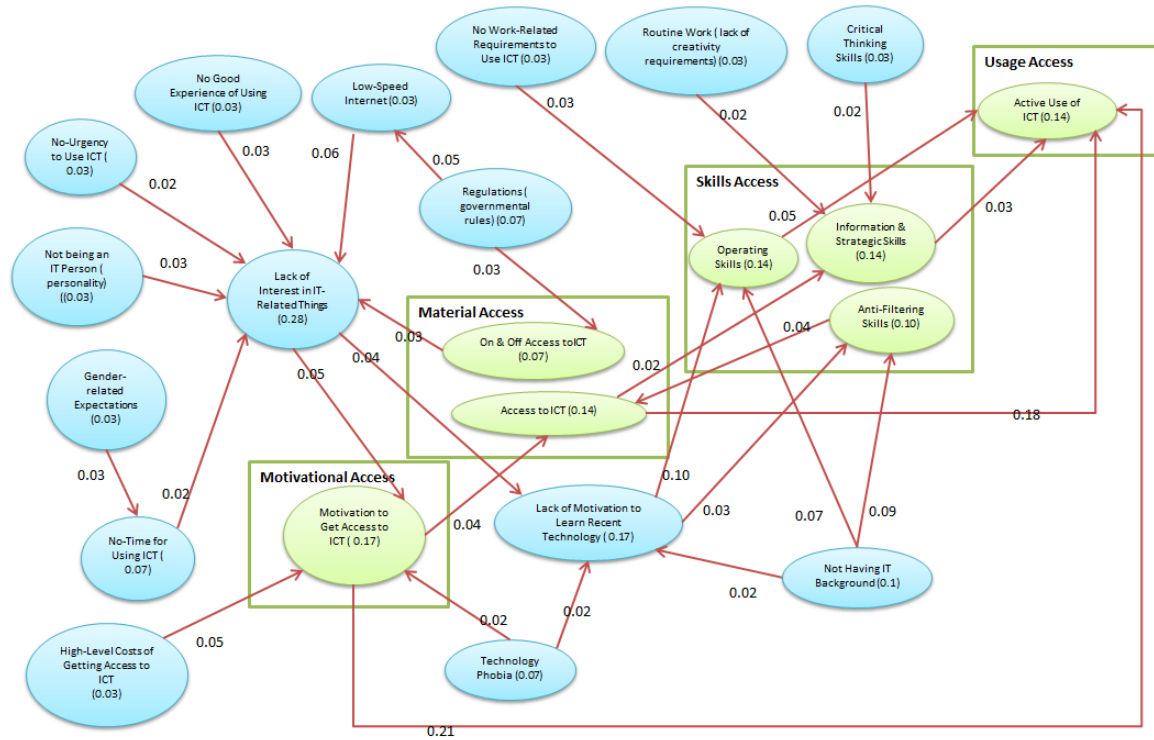 No Work-Related
Requirements to
Use ICT (0.03)
Routine Work ( lack of
creativity
requirements) (0.03)
Critical
Thinking
Skills (0.03)
Usage Access
Active Use of
ICT (0.14)
No Good
Experience of Using
ICT (0.03)
Low-Speed
Internet (0.03)
No-Urgency
to Use ICT (
0.03)
0.03
0.02
0.02
0.03
0.06
0.05
0.02
Regulations (
governmental
rules) (0.07)
Skills Access
0.05
0.03
Operating
Skills (0.14)
Information &
Strategic Skills
(0.14)
Anti-Filtering
Skills (0.10)
Not being an
IT Person (
personality)
((0.03)
0.03
Lack of
Interest in IT-
Related Things
(0.28)
0.03
Material Access
On & Off Access to ICT
(0.07)
Access to ICT (0.14)
0.03
0.04
0.05
0.04
0.02
0.18
Gender-
related
Expectations
(0.03)
0.03
0.02
No-Time for
Using ICT (
0.07)
Motivational Access
Motivation to
Get Access to
ICT ( 0.17)
0.04
Lack of Motivation to
Learn Recent
Technology ( 0.17)
0.10
0.03
0.07
0.09
Not Having IT
Background (0.1)
0.02
0.02
0.02
Technology
Phobia (0.07)
High-Level Costs of
Getting Access to
ICT
(0.03)
0.05
0.21